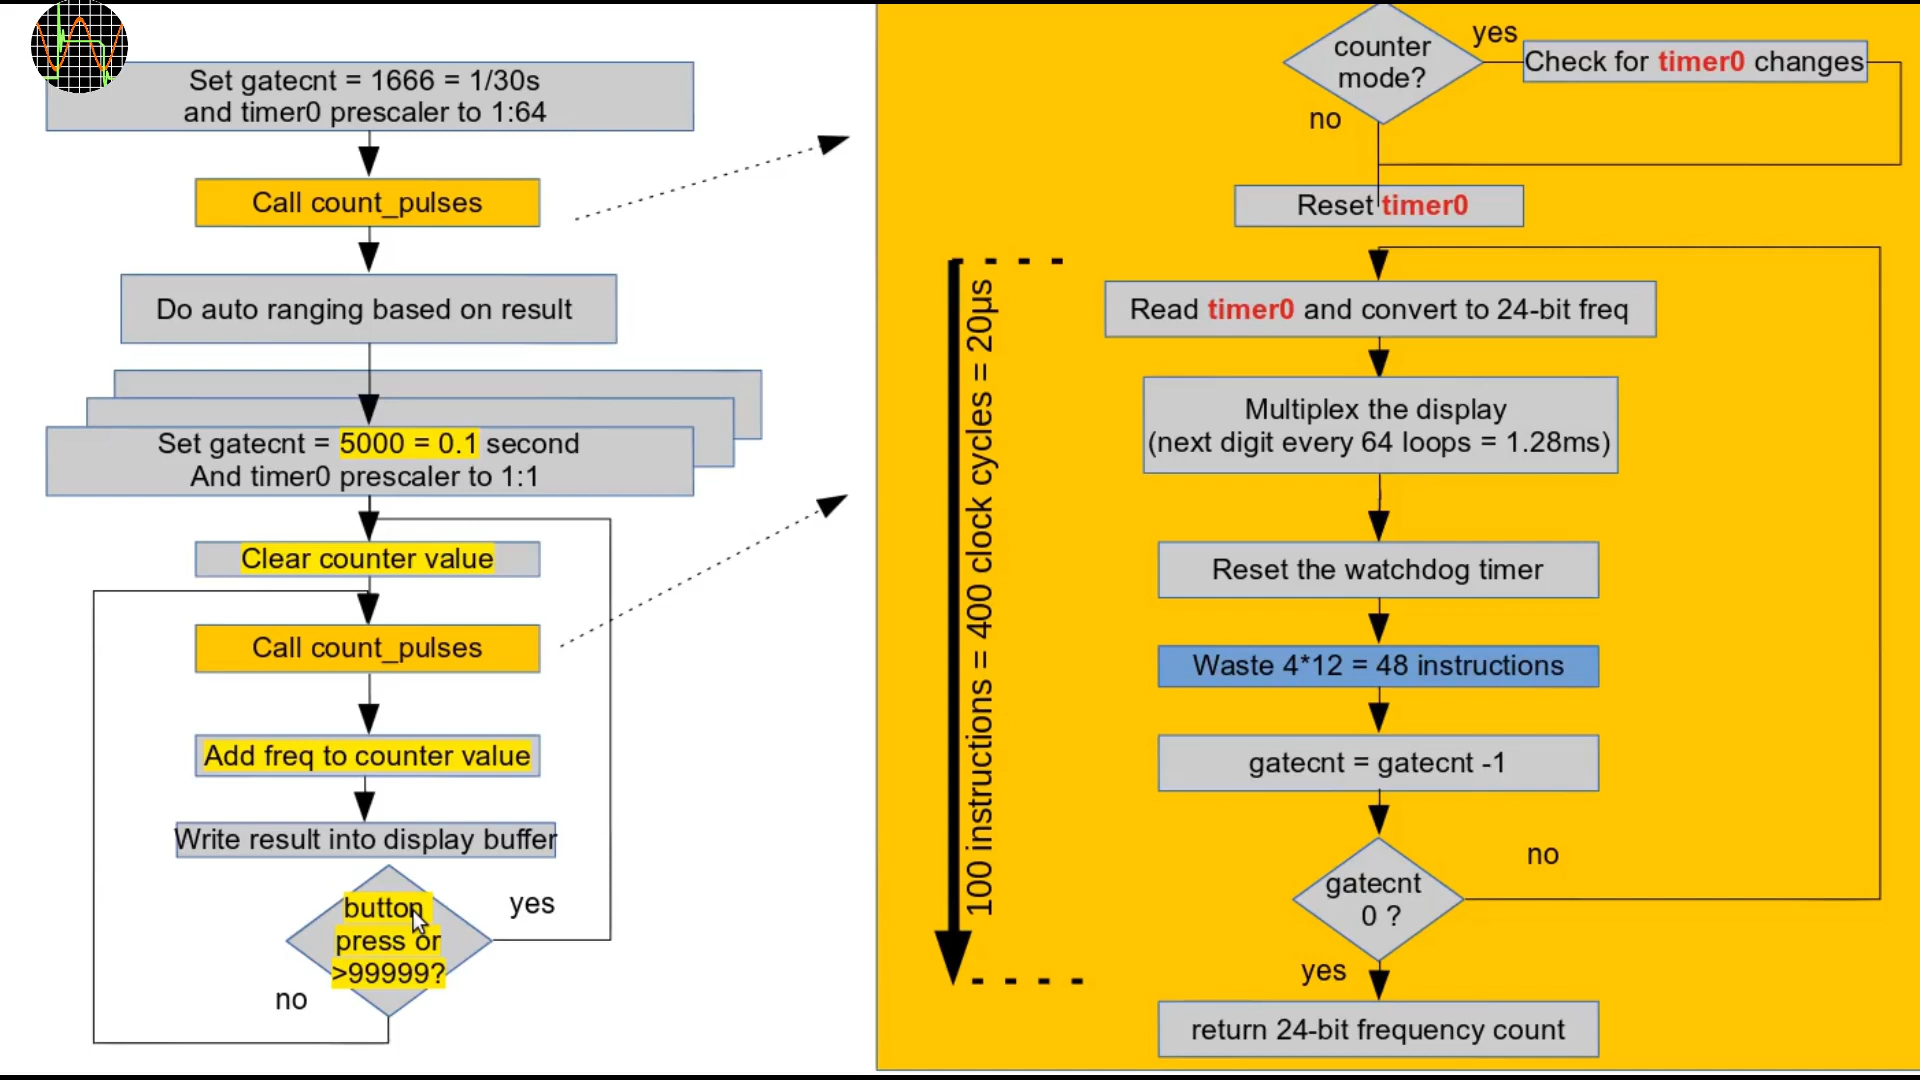 Set gatecnt = 1666 = 1/30s
and timer0 prescaler to 1:64
Call count_pulses
Do auto ranging based on result
Set gatecnt = 5000 = 0.1 second
And timer0 prescaler to 1:1
Clear counter value
Call count_pulses
Add freq to counter value
Write result into display buffer
button
press or
>99999?
yes
no
counter
mode?
yes
Check for timer0 changes
no
Reset timer0
100 instructions = 400 clock cycles = 20µs
Read timer0 and convert to 24-bit freq
Multiplex the display
(next digit every 64 loops = 1.28ms)
Reset the watchdog timer
Waste 4*12 = 48 instructions
gatecnt = gatecnt -1
gatecnt
0 ?
no
yes
return 24-bit frequency count